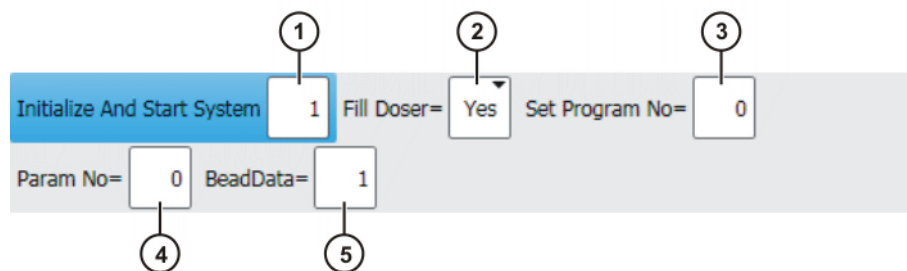 1 2 3
Initialize And Start System 1 Fill Doser= Yes Set Program No= 0
Param No= 0 BeadData= 1
4 5